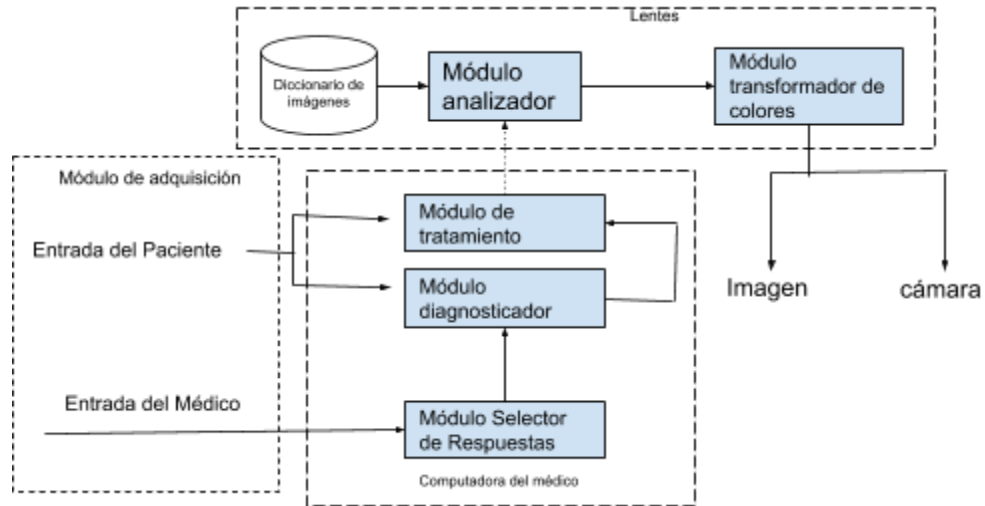 Lentes
Diccionario de
imágenes
Módulo
analizador
Módulo
transformador de
colores
Módulo de adquisición
Entrada del Paciente
Módulo de
tratamiento
Módulo
diagnosticador
Imagen
cámara
Entrada del Médico
Módulo Selector
de Respuestas
Computadora del médico